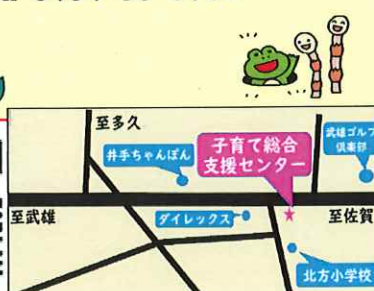 至多久
井手ちゃんぽん
子育て総合
支援センター
武雄ゴルフ
倶楽部
至武雄
ダイレックス
至佐賀
北方小学校